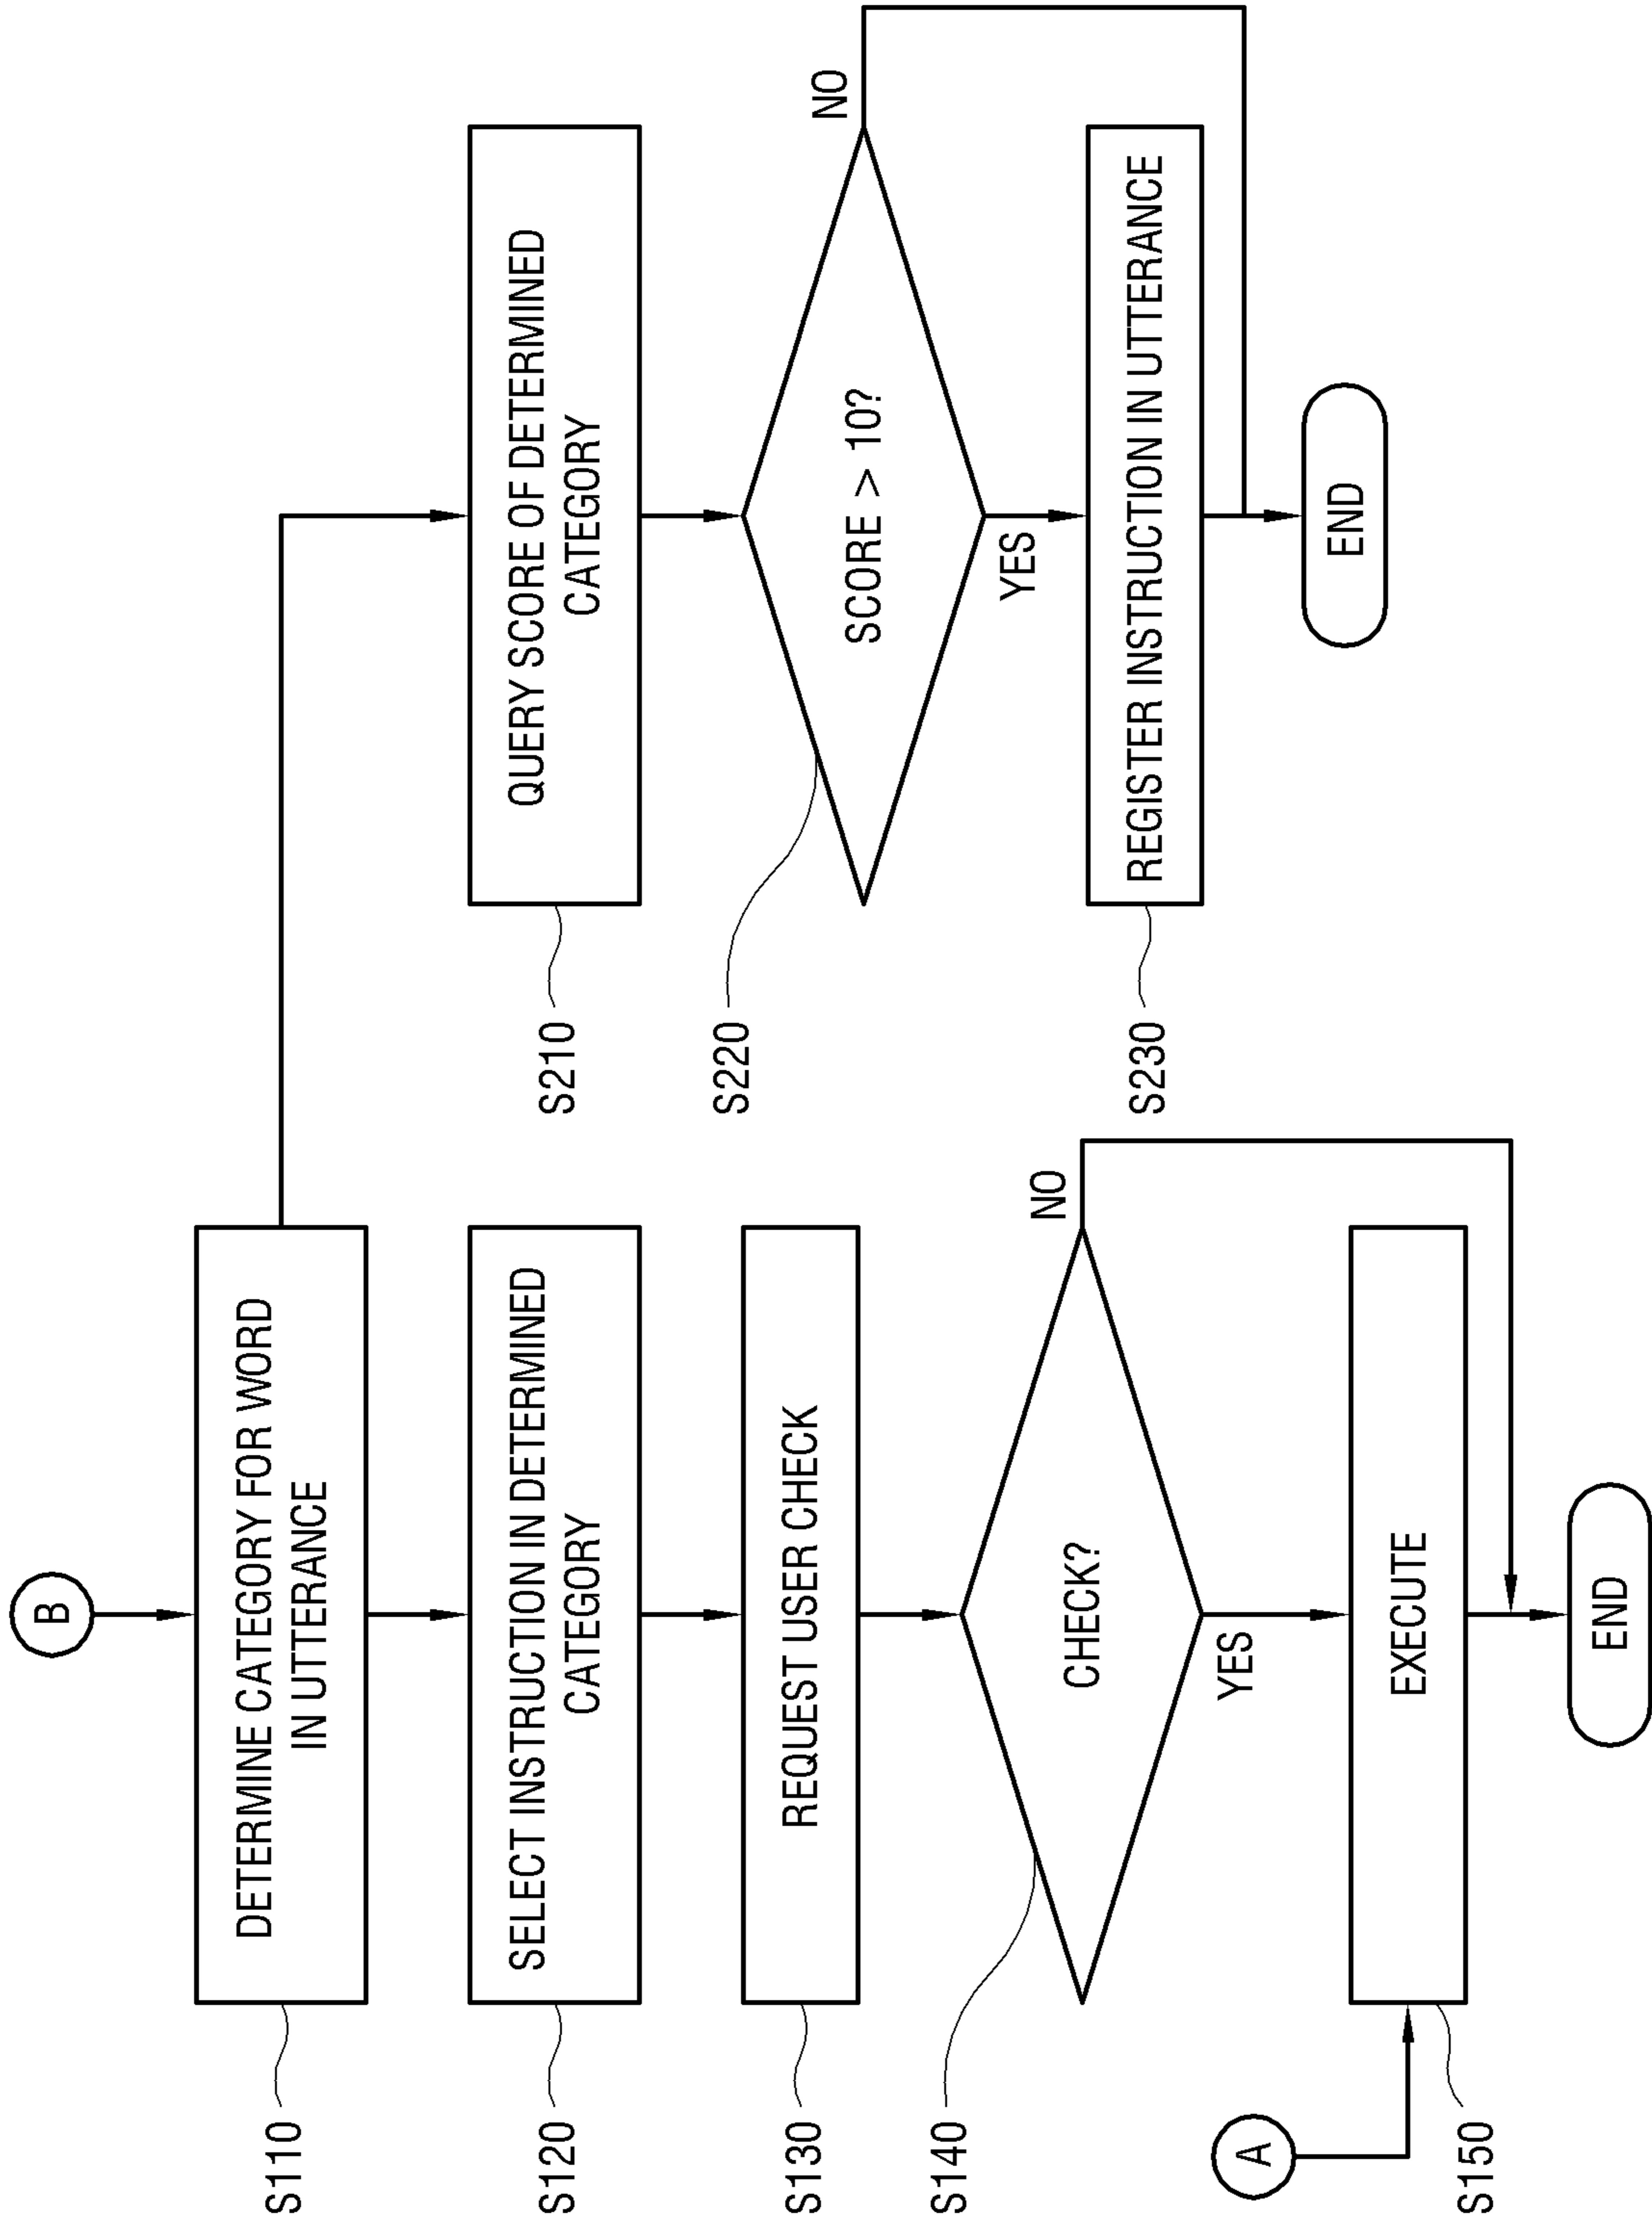 B
S110
DETERMINE CATEGORY FOR WORD
IN UTTERANCE
S120
SELECT INSTRUCTION IN DETERMINED
CATEGORY
S130
REQUEST USER CHECK
S140
CHECK?
NO
YES
A
S150
EXECUTE
END
S210
QUERY SCORE OF DETERMINED
CATEGORY
S220
SCORE > 10?
NO
YES
S230
REGISTER INSTRUCTION IN UTTERANCE
END